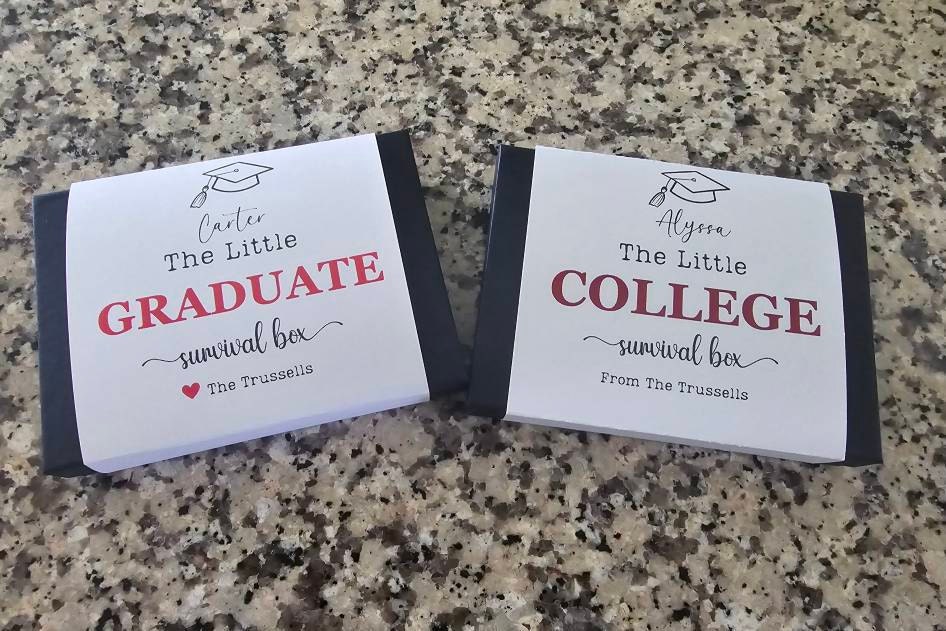 Carter
The Little
GRADUATE
survival box
The Trussells
Alyssa
The Little
COLLEGE
survival box
From The Trussells